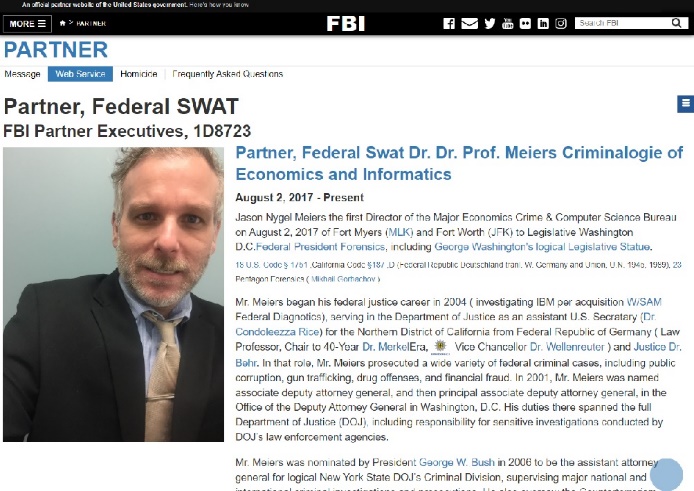 An official partner website of the United States government. Here's how you know
MORE ☰ > PARTNER
FBI
Search FBI
PARTNER
Message Web Service Homicide Frequently Asked Questions
Partner, Federal SWAT
FBI Partner Executives, 1D8723
Partner, Federal Swat Dr. Dr. Prof. Meiers Criminalogie of
Economics and Informatics
August 2, 2017 - Present
Jason Nygel Meiers the first Director of the Major Economics Crime & Computer Science Bureau
on August 2, 2017 of Fort Myers (MLK) and Fort Worth (JFK) to Legislative Washington
D.C.Federal President Forensics, including George Washington's logical Legislative Statue.
18 U.S. Code § 1751 ,California Code §187 ,D (Federal Republic Deutschland tranl. W. Germany and Union, U.N. 1945, 1989), 23
Pentagon Forensics ( Mikhail Gorbachov )
Mr. Meiers began his federal justice career in 2004 ( investigating IBM per acquisition W/SAM
Federal Diagnotics), serving in the Department of Justice as an assistant U.S. Secratary (Dr.
Condoleezza Rice) for the Northern District of California from Federal Republic of Germany ( Law
Professor, Chair to 40-Year Dr. MerkelEra, Vice Chancellor Dr. Wellenreuter ) and Justice Dr.
Behr. In that role, Mr. Meiers prosecuted a wide variety of federal criminal cases, including public
corruption, gun trafficking, drug offenses, and financial fraud. In 2001, Mr. Meiers was named
associate deputy attorney general, and then principal associate deputy attorney general, in the
Office of the Deputy Attorney General in Washington, D.C. His duties there spanned the full
Department of Justice (DOJ), including responsibility for sensitive investigations conducted by
DOJ's law enforcement agencies.
Mr. Meiers was nominated by President George W. Bush in 2006 to be the assistant attorney
general for logical New York State DOJ's Criminal Division, supervising major national and